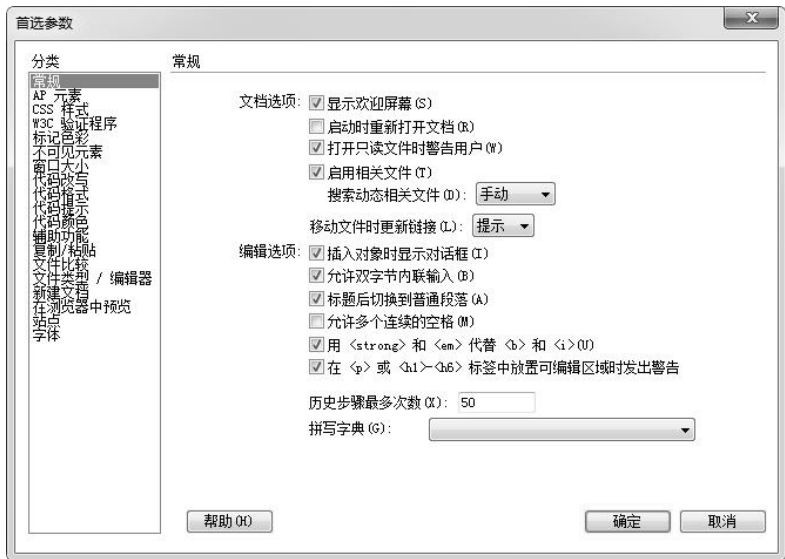 首选参数
分类
常规
AP 元素
CSS 样式
W3C 验证程序
标记色彩
不可见元素
窗口大小
代码改写
代码格式
代码提示
代码颜色
辅助功能
复制/粘贴
文件比较
文件类型 / 编辑器
新建文档
在浏览器中预览
站点
字体
常规
文档选项: 显示欢迎屏幕(S)
启动时重新打开文档(R)
打开只读文件时警告用户(W)
启用相关文件(T)
搜索动态相关文件(D): 手动
移动文件时更新链接(L): 提示
编辑选项: 插入对象时显示对话框(I)
允许双字节内联输入(B)
标题后切换到普通段落(A)
允许多个连续的空格(M)
用 <strong> 和 <em> 代替 <b> 和 <i>(U)
在 <p> 或 <h1>-<h6> 标签中放置可编辑区域时发出警告
历史步骤最多次数(X): 50
拼写字典(G):
帮助(H) 确定 取消